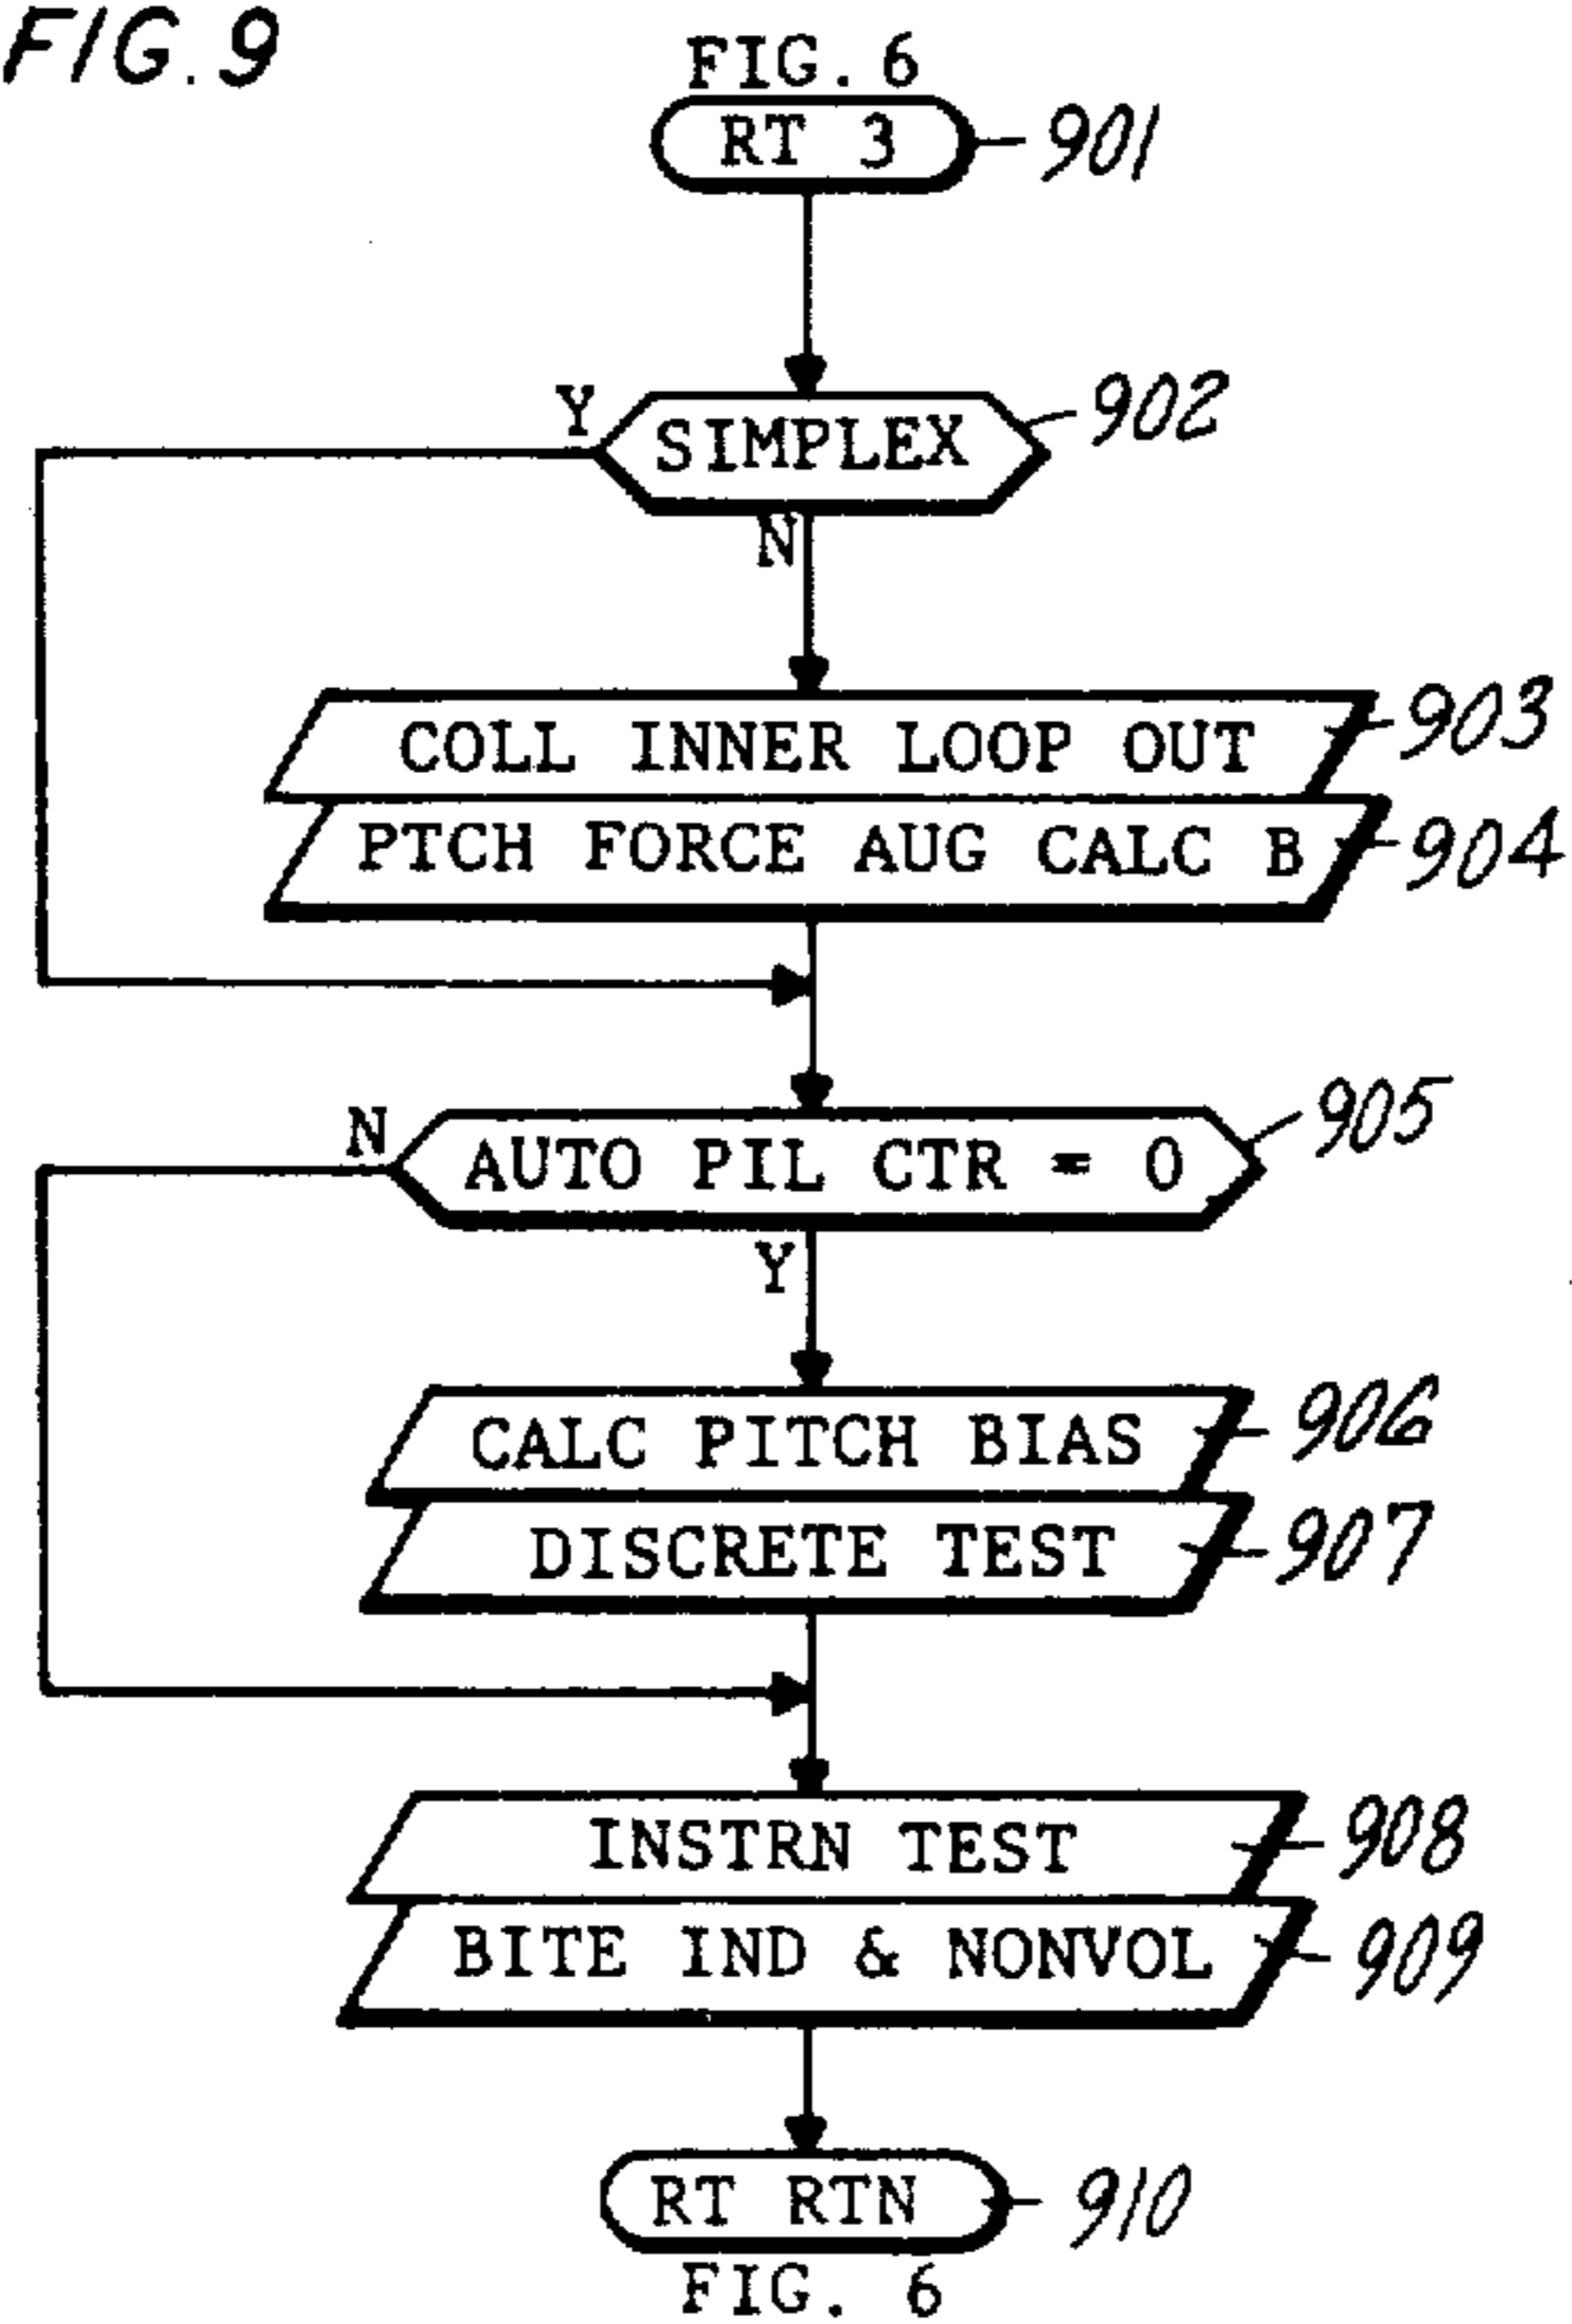 FIG. 9
FIG. 6
RT 3
901
Y
SIMPLEX
902
N
COLL INNER LOOP OUT
903
PTCH FORCE AUG CALC B
904
N
AUTO PIL CTR = 0
905
Y
CALC PITCH BIAS
906
DISCRETE TEST
907
INSTRN TEST
908
BITE IND & NONVOL
909
RT RTN
910
FIG. 6